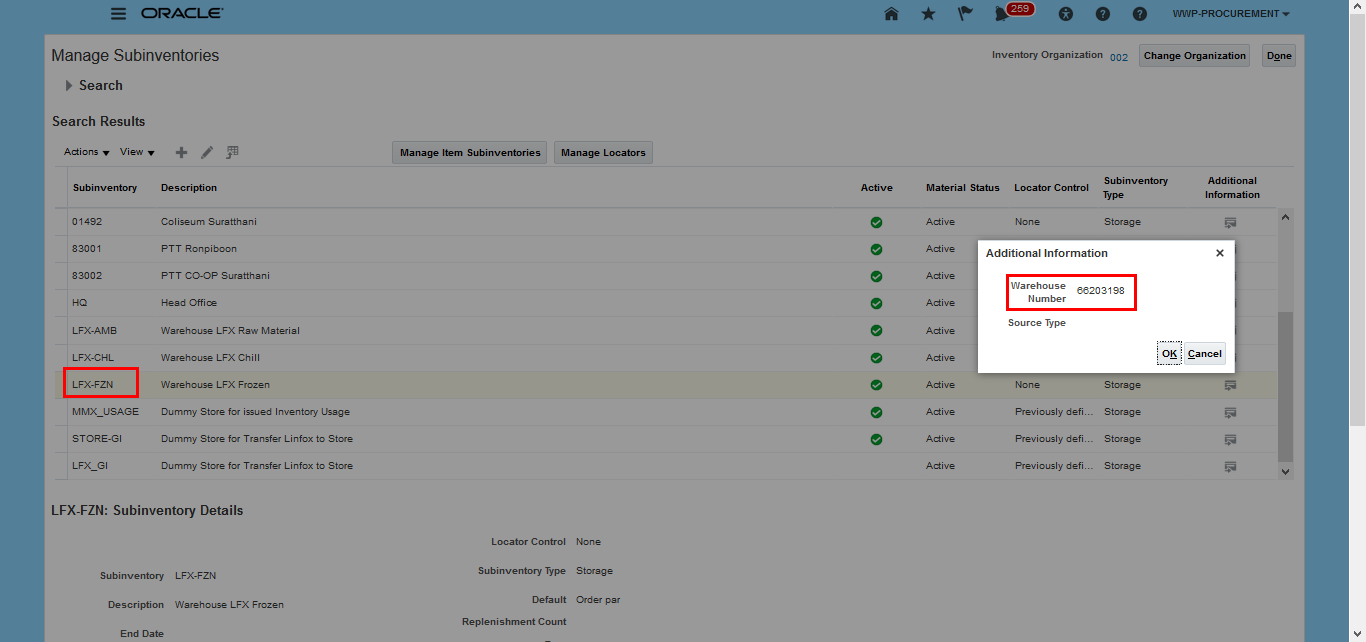 ORACLE
259
WWP-PROCUREMENT
Manage Subinventories
Inventory Organization 002 Change Organization Done
Search
Search Results
Actions View Manage Item Subinventories Manage Locators
Subinventory Description Active Material Status Locator Control Subinventory Type Additional Information
01492 Coliseum Suratthani Active None Storage
83001 PTT Ronpiboon Active
83002 PTT CO-OP Suratthani Active
HQ Head Office Active
LFX-AMB Warehouse LFX Raw Material Active
LFX-CHL Warehouse LFX Chill Active
LFX-FZN Warehouse LFX Frozen Active None Storage
MMX_USAGE Dummy Store for issued Inventory Usage Active Previously defi... Storage
STORE-GI Dummy Store for Transfer Linfox to Store Active Previously defi... Storage
LFX_GI Dummy Store for Transfer Linfox to Store Active Previously defi... Storage
Additional Information
Warehouse Number 66203198
Source Type
OK Cancel
LFX-FZN: Subinventory Details
Locator Control None
Subinventory LFX-FZN
Subinventory Type Storage
Description Warehouse LFX Frozen
Default Order par
Replenishment Count
End Date